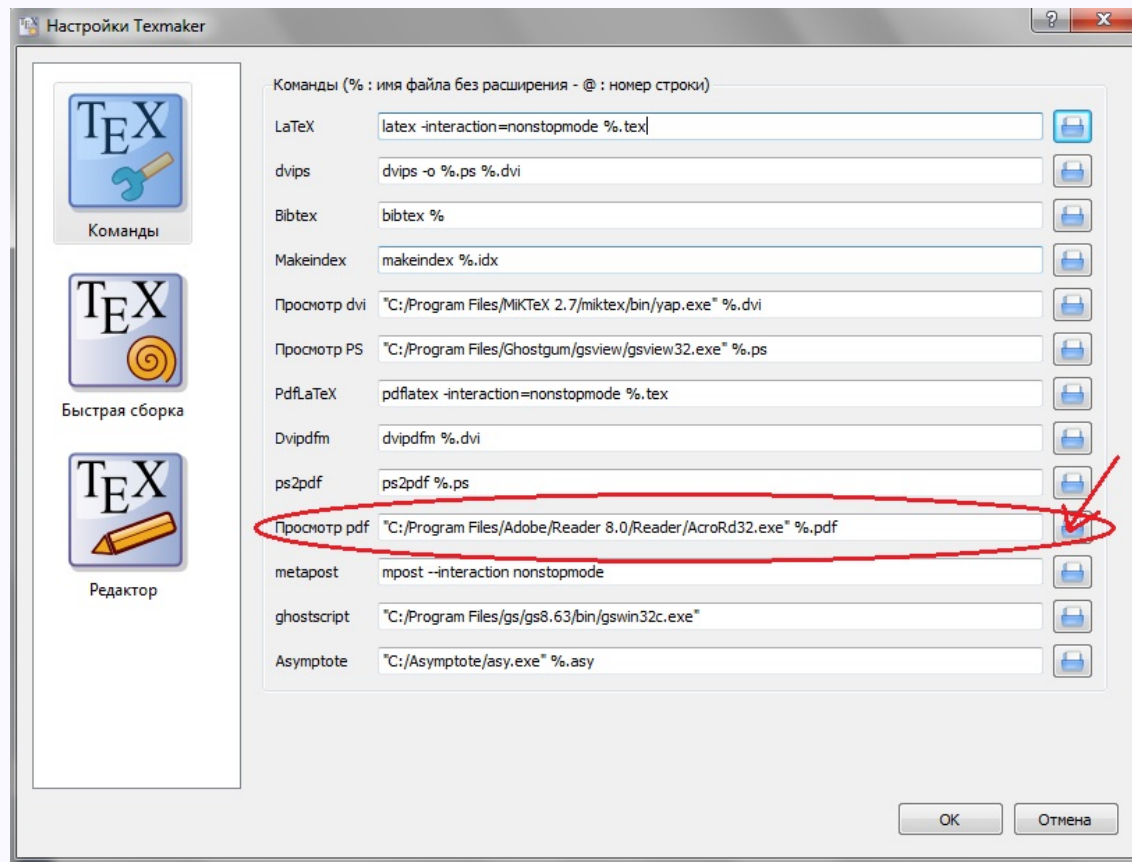 Настройки Texmaker
Команды (% : имя файла без расширения - @ : номер строки)
TEX
Команды
TEX
Быстрая сборка
TEX
Редактор
LaTeX latex -interaction=nonstopmode %.tex
dvips dvips -o %.ps %.dvi
Bibtex bibtex %
Makeindex makeindex %.idx
Просмотр dvi "C:/Program Files/MiKTeX 2.7/miktex/bin/yap.exe" %.dvi
Просмотр PS "C:/Program Files/Ghostgum/gsview/gsview32.exe" %.ps
PdfLaTeX pdflatex -interaction=nonstopmode %.tex
Dvipdfm dvipdfm %.dvi
ps2pdf ps2pdf %.ps
Просмотр pdf "C:/Program Files/Adobe/Reader 8.0/Reader/AcroRd32.exe" %.pdf
metapost mpost --interaction nonstopmode
ghostscript "C:/Program Files/gs/gs8.63/bin/gswin32c.exe"
Asymptote "C:/Asymptote/asy.exe" %.asy
OK Отмена